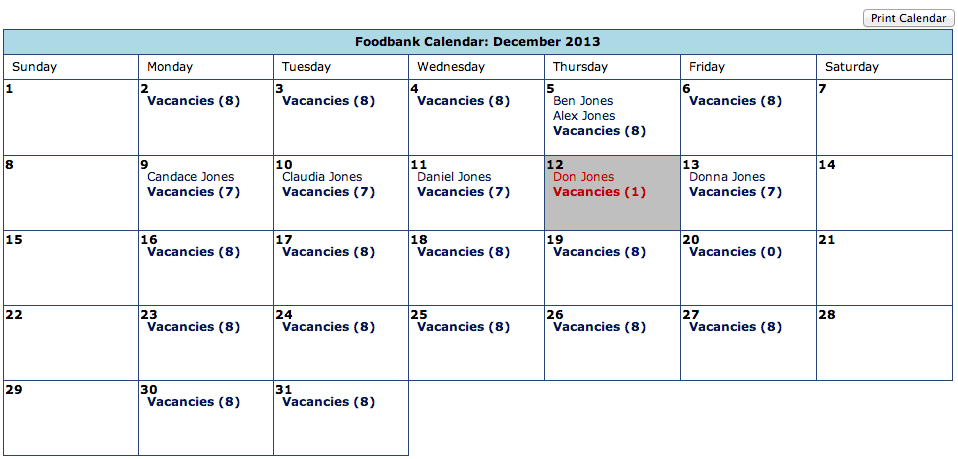 Print Calendar
Foodbank Calendar: December 2013
Sunday Monday Tuesday Wednesday Thursday Friday Saturday
1
2
Vacancies (8)
3
Vacancies (8)
4
Vacancies (8)
5
Ben Jones
Alex Jones
Vacancies (8)
6
Vacancies (8)
7
8
9
Candace Jones
Vacancies (7)
10
Claudia Jones
Vacancies (7)
11
Daniel Jones
Vacancies (7)
12
Don Jones
Vacancies (1)
13
Donna Jones
Vacancies (7)
14
15
16
Vacancies (8)
17
Vacancies (8)
18
Vacancies (8)
19
Vacancies (8)
20
Vacancies (0)
21
22
23
Vacancies (8)
24
Vacancies (8)
25
Vacancies (8)
26
Vacancies (8)
27
Vacancies (8)
28
29
30
Vacancies (8)
31
Vacancies (8)